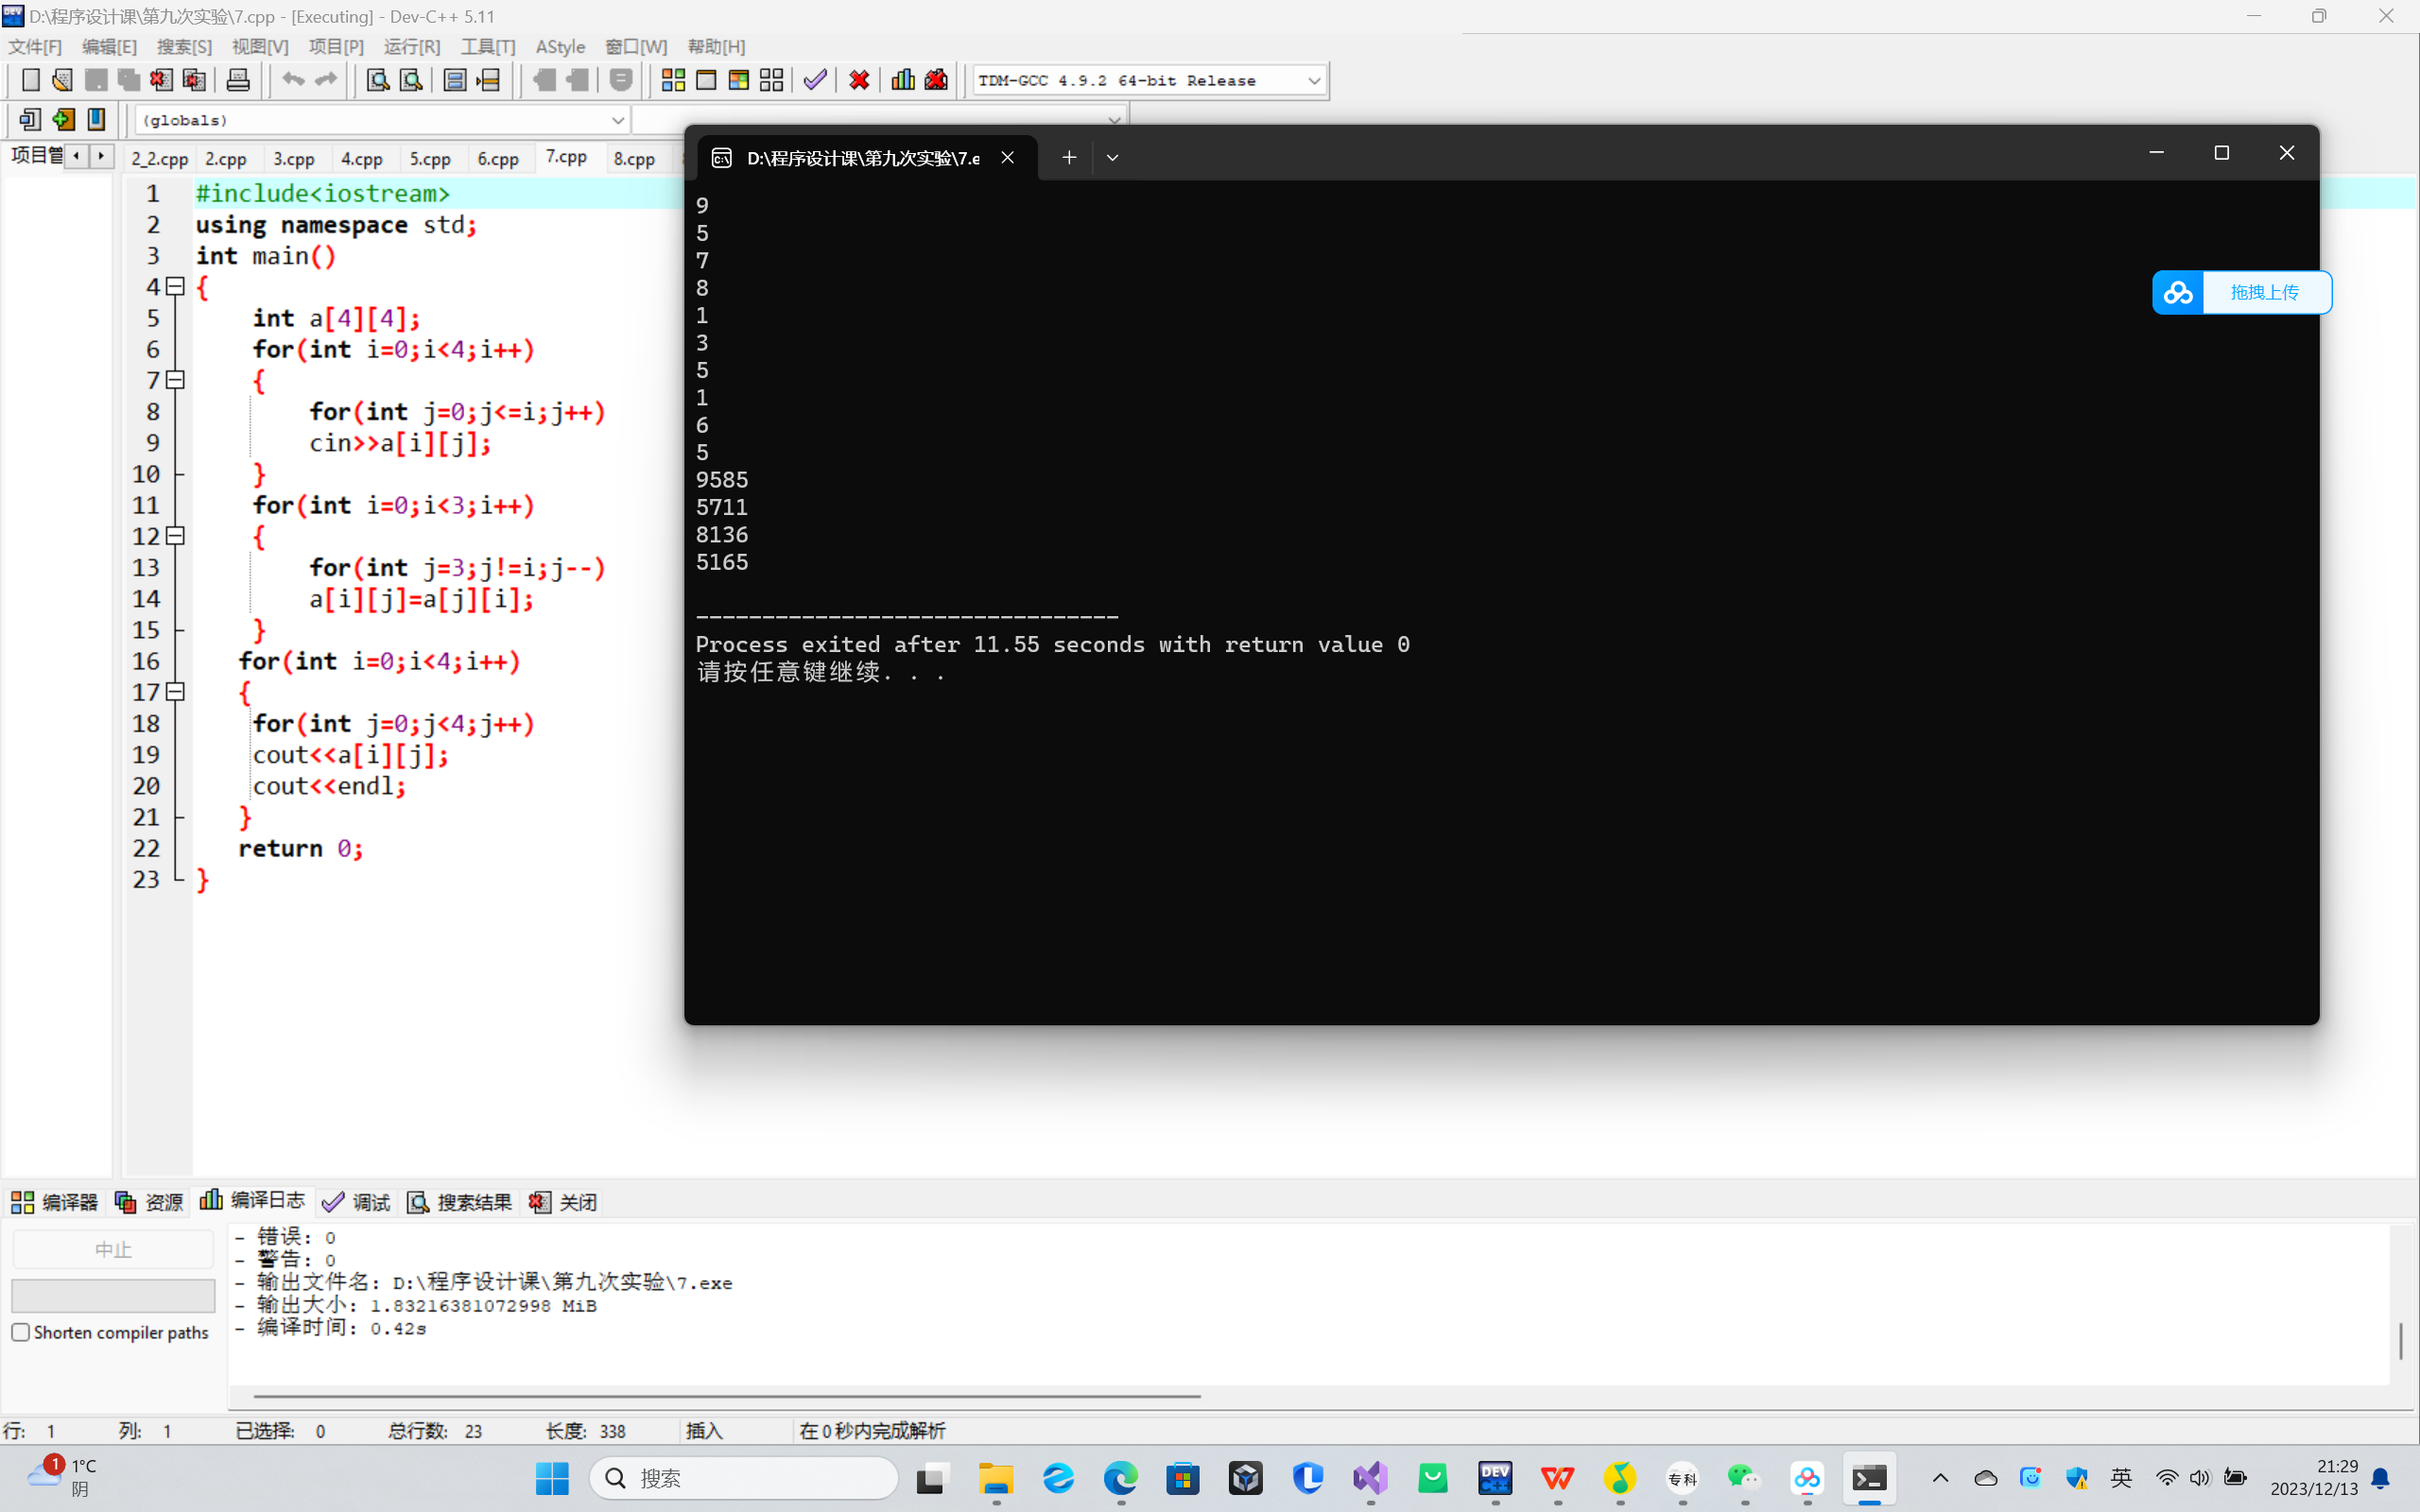 D:\程序设计课\第九次实验\7.cpp - [Executing] - Dev-C++ 5.11
文件[F] 编辑[E] 搜索[S] 视图[V] 项目[P] 运行[R] 工具[T] AStyle 窗口[W] 帮助[H]
TDM-GCC 4.9.2 64-bit Release
(globals)
项目管 2_2.cpp 2.cpp 3.cpp 4.cpp 5.cpp 6.cpp 7.cpp 8.cpp
1 #include<iostream>
2 using namespace std;
3 int main()
4 {
5 int a[4][4];
6 for(int i=0;i<4;i++)
7 {
8 for(int j=0;j<=i;j++)
9 cin>>a[i][j];
10 }
11 for(int i=0;i<3;i++)
12 {
13 for(int j=3;j!=i;j--)
14 a[i][j]=a[j][i];
15 }
16 for(int i=0;i<4;i++)
17 {
18 for(int j=0;j<4;j++)
19 cout<<a[i][j];
20 cout<<endl;
21 }
22 return 0;
23 }
D:\程序设计课\第九次实验\7.e
9
5
7
8
1
3
5
1
6
5
9585
5711
8136
5165
--------------------------------
Process exited after 11.55 seconds with return value 0
请按任意键继续. . .
拖拽上传
编译器 资源 编译日志 调试 搜索结果 关闭
中止
Shorten compiler paths
- 错误: 0
- 警告: 0
- 输出文件名: D:\程序设计课\第九次实验\7.exe
- 输出大小: 1.83216381072998 MiB
- 编译时间: 0.42s
行: 1 列: 1 已选择: 0 总行数: 23 长度: 338 插入 在 0 秒内完成解析
1
1°C
阴
搜索
DEV C++
专科
英
21:29
2023/12/13